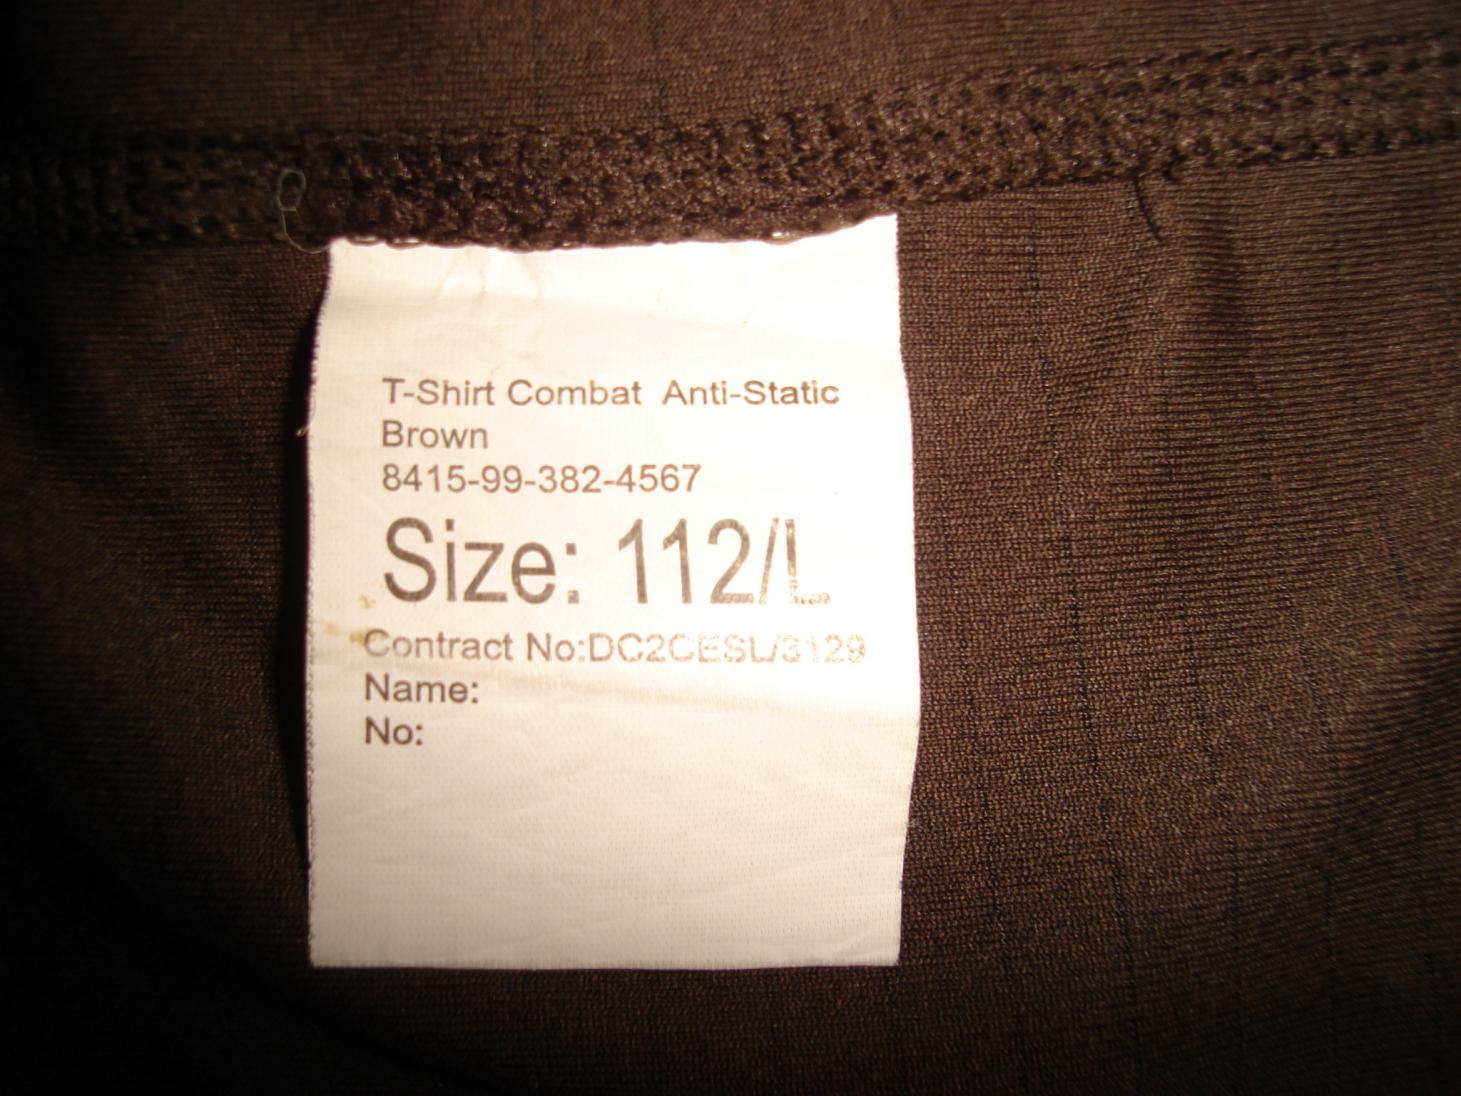 T-Shirt Combat Anti-Static
Brown
8415-99-382-4567
Size: 112/L
Contract No:DC2CESL/3129
Name:
No: